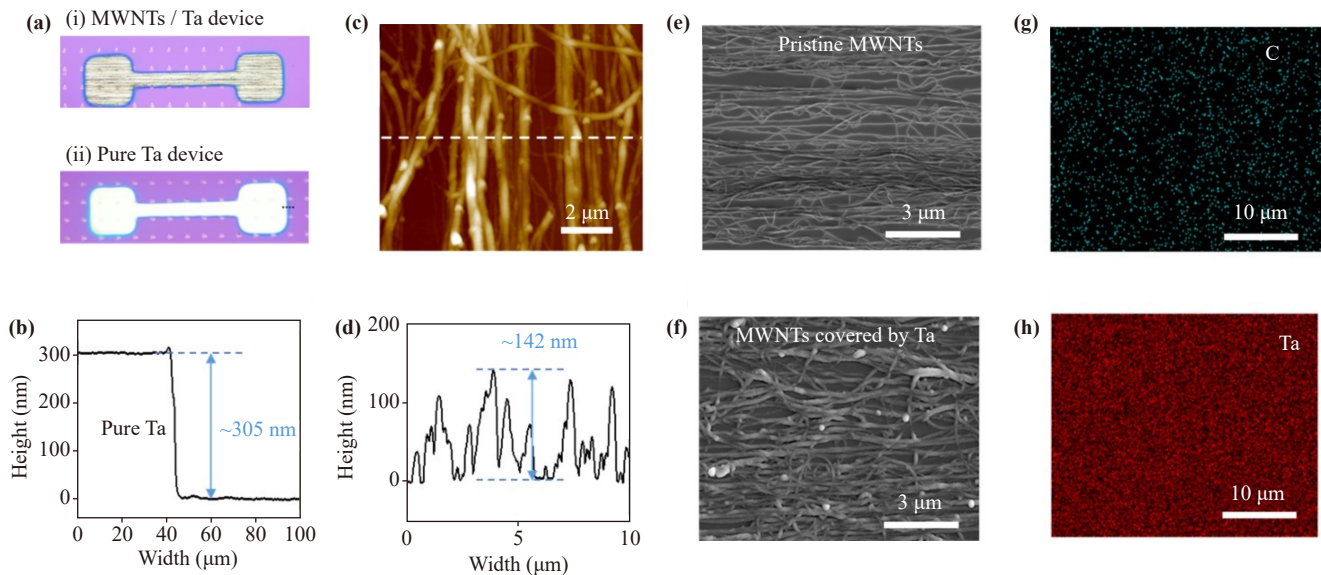 (a)
(i) MWNTs / Ta device
(ii) Pure Ta device
(c)
2 μm
(e)
Pristine MWNTs
3 μm
(g)
C
10 μm
(b)
300
200
100
0
Height (nm)
Pure Ta
~305 nm
0 20 40 60 80 100
Width (μm)
(d)
200
100
0
Height (nm)
~142 nm
5 10
Width (μm)
(f)
MWNTs covered by Ta
3 μm
(h)
Ta
10 μm